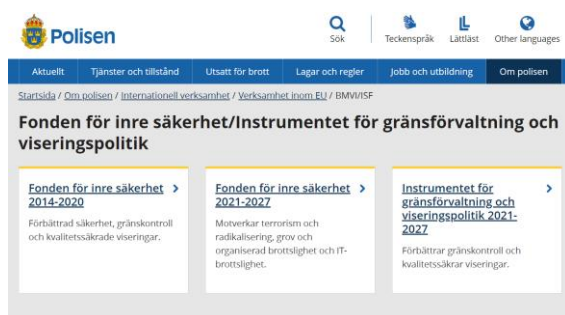 Polisen
Sök
Teckenspråk
Lättläst
Other languages
Aktuellt
Tjänster och tillstånd
Utsatt för brott
Lagar och regler
Jobb och utbildning
Om polisen
Startsida / Om polisen / Internationell verksamhet / Verksamhet inom EU / BMVI/ISF
Fonden för inre säkerhet/Instrumentet för gränsförvaltning och
viseringspolitik
Fonden för inre säkerhet
2014-2020
Förbättrad säkerhet, gränskontroll
och kvalitetssäkrade viseringar.
Fonden för inre säkerhet
2021-2027
Motverkar terrorism och
radikalisering, grov och
organiserad brottslighet och IT-
brottslighet.
Instrumentet för
gränsförvaltning och
viseringspolitik 2021-
2027
Förbättrar gränskontroll och
kvalitetssäkrar viseringar.